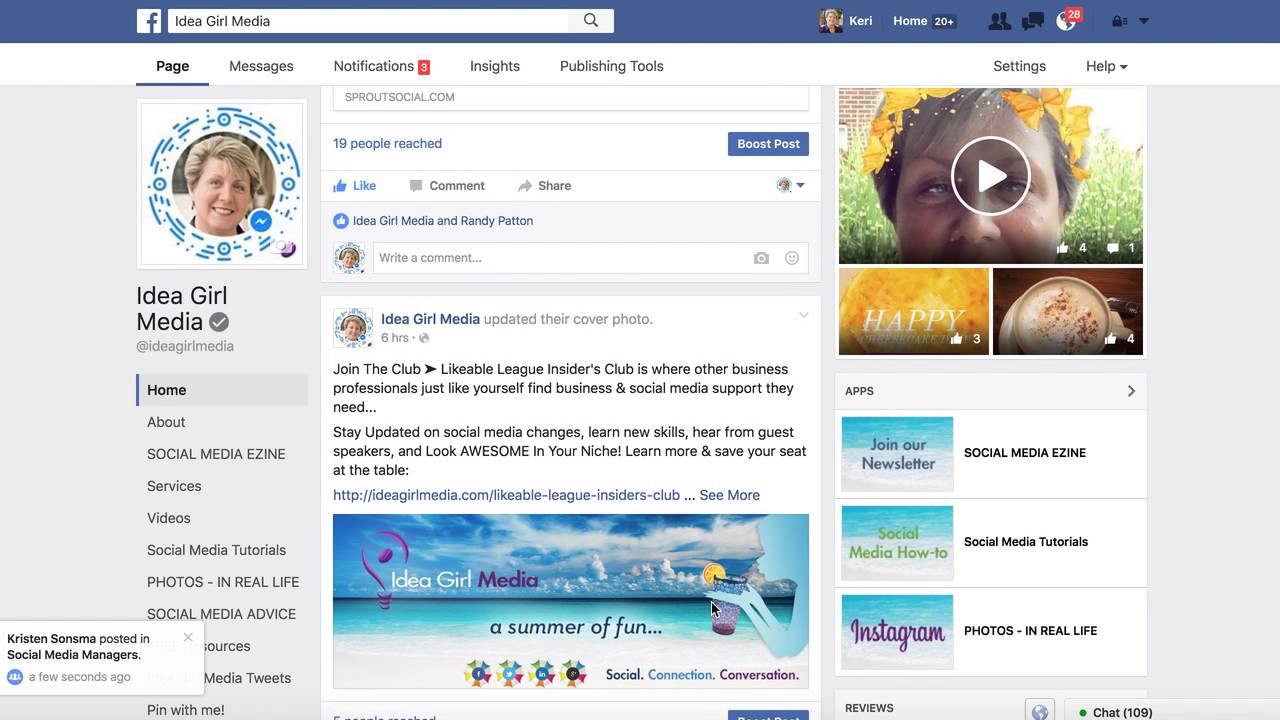 Idea Girl Media
Keri
Home 20+
28
Page
Messages
Notifications 3
Insights
Publishing Tools
Settings
Help
Idea Girl
Media
@ideagirlmedia
Home
About
SOCIAL MEDIA EZINE
Services
Videos
Social Media Tutorials
PHOTOS - IN REAL LIFE
SOCIAL MEDIA ADVICE
sources
Media Tweets
Pin with me!
Kristen Sonsma posted in
Social Media Managers.
a few seconds ago
SPROUTSOCIAL.COM
19 people reached
Boost Post
Like
Comment
Share
Idea Girl Media and Randy Patton
Write a comment...
Idea Girl Media updated their cover photo.
6 hrs ·
Join The Club ➤ Likeable League Insider's Club is where other business
professionals just like yourself find business & social media support they
need...
Stay Updated on social media changes, learn new skills, hear from guest
speakers, and Look AWESOME In Your Niche! Learn more & save your seat
at the table:
http://ideagirlmedia.com/likeable-league-insiders-club ... See More
Idea Girl Media
a summer of fun...
Social. Connection. Conversation.
5 people reached
Boost Post
4
1
HAPPY
3
4
APPS
Join our
Newsletter
SOCIAL MEDIA EZINE
Social
Media How-to
Social Media Tutorials
Instagram
PHOTOS - IN REAL LIFE
REVIEWS
Chat (109)